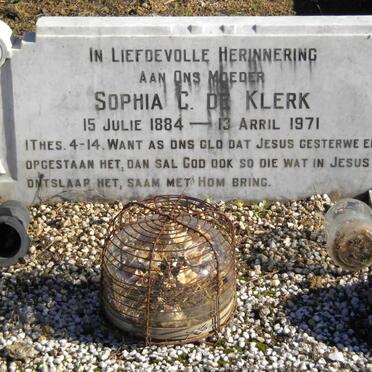 In Liefdevolle Herinnering
aan Ons Moeder
Sophia C. de Klerk
15 Julie 1884 — 13 Arril 1971
1Thes. 4-14. Want as ons glo dat Jesus gesterwe en
opgestaan het, dan sal God ook so die wat in Jesus
ontslaap het, saam met Hom bring.